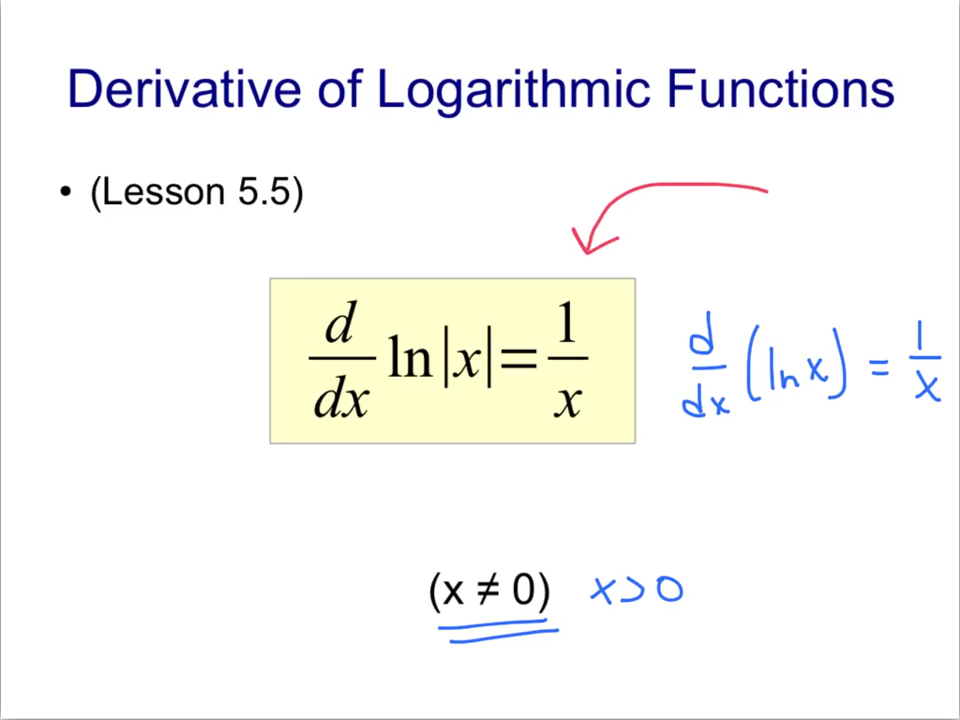 Derivative of Logarithmic Functions
• (Lesson 5.5)
d/dx ln|x| = 1/x
d/dx (ln x) = 1/x
(x ≠ 0) x > 0